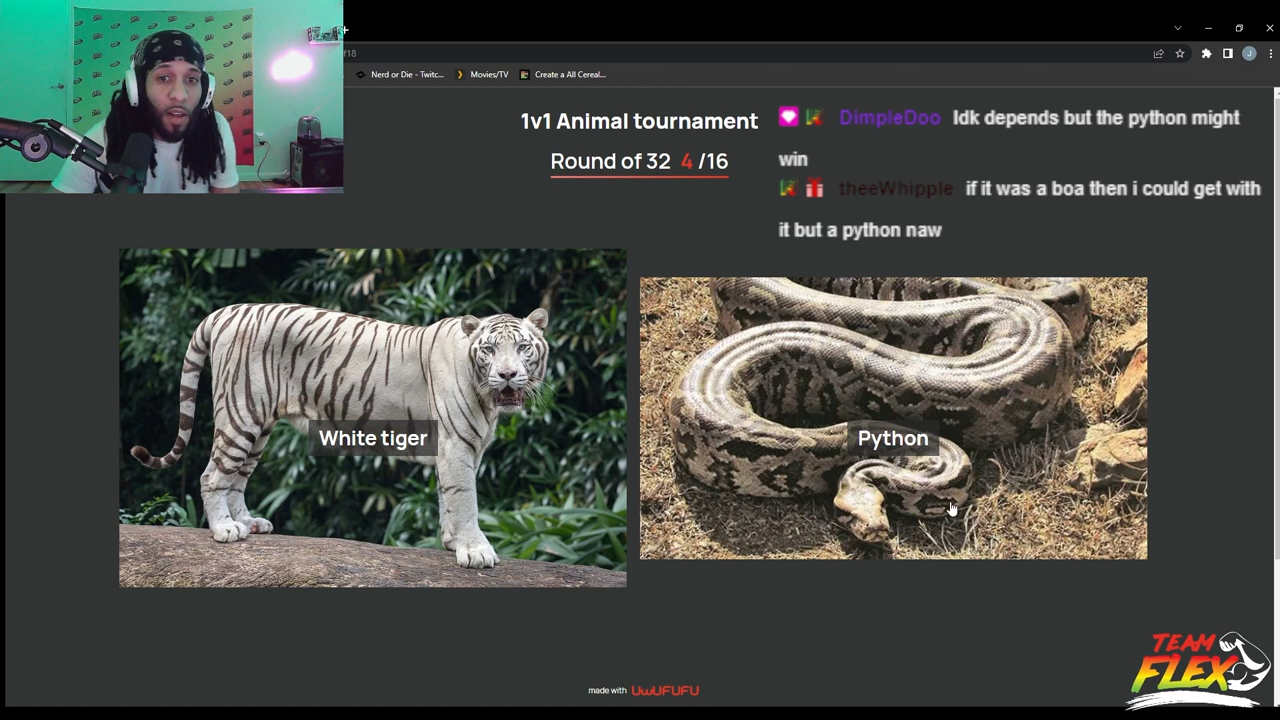 f18
Nerd or Die - Twitc...
Movies/TV
Create a All Cereal...
J
1v1 Animal tournament
Round of 32 4 /16
DimpleDoo Idk depends but the python might
win
theeWhipple if it was a boa then i could get with
it but a python naw
White tiger
Python
made with UwUFUFU
TEAM
FLEX